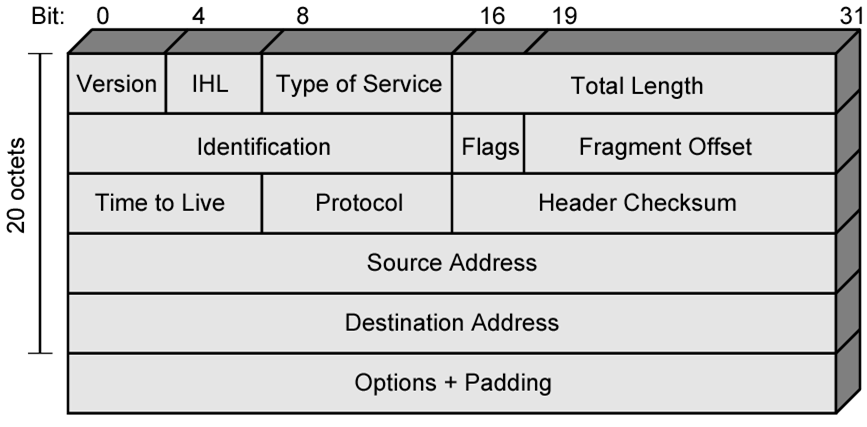 Bit: 0 4 8 16 19 31
Version IHL Type of Service Total Length
Identification Flags Fragment Offset
Time to Live Protocol Header Checksum
Source Address
Destination Address
Options + Padding
20 octets